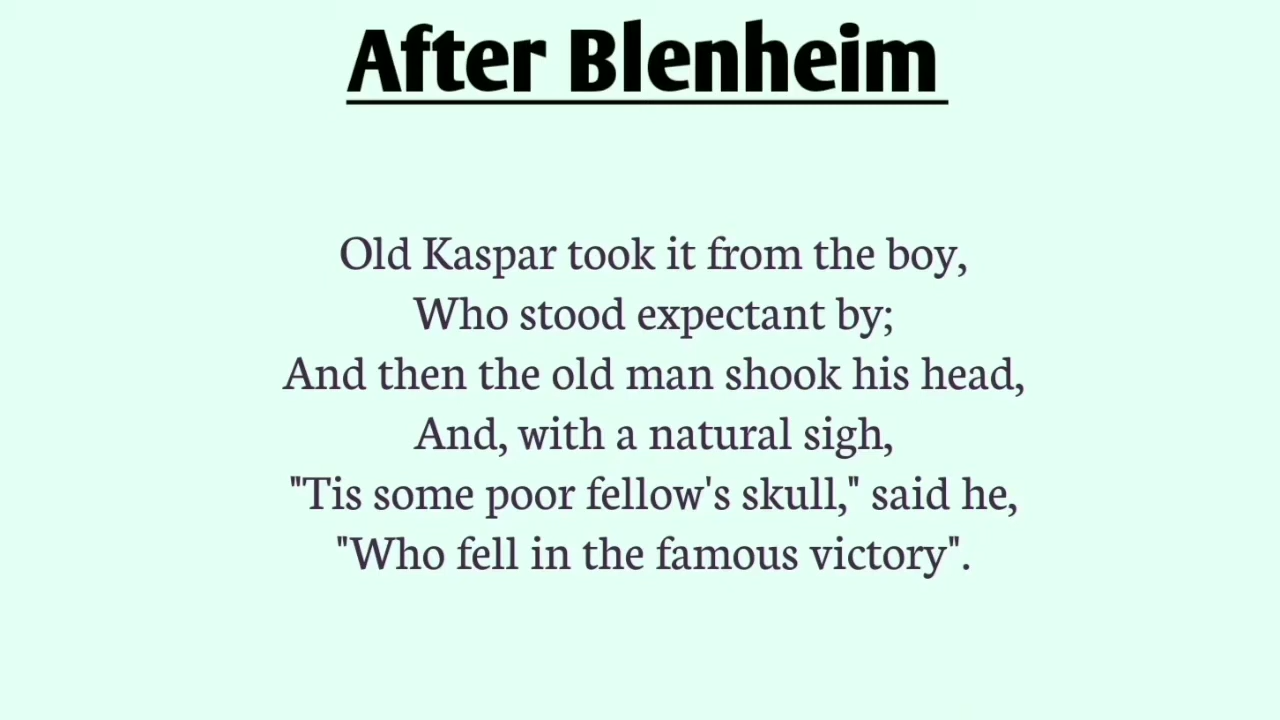 After Blenheim
Old Kaspar took it from the boy,
Who stood expectant by;
And then the old man shook his head,
And, with a natural sigh,
"Tis some poor fellow's skull," said he,
"Who fell in the famous victory".